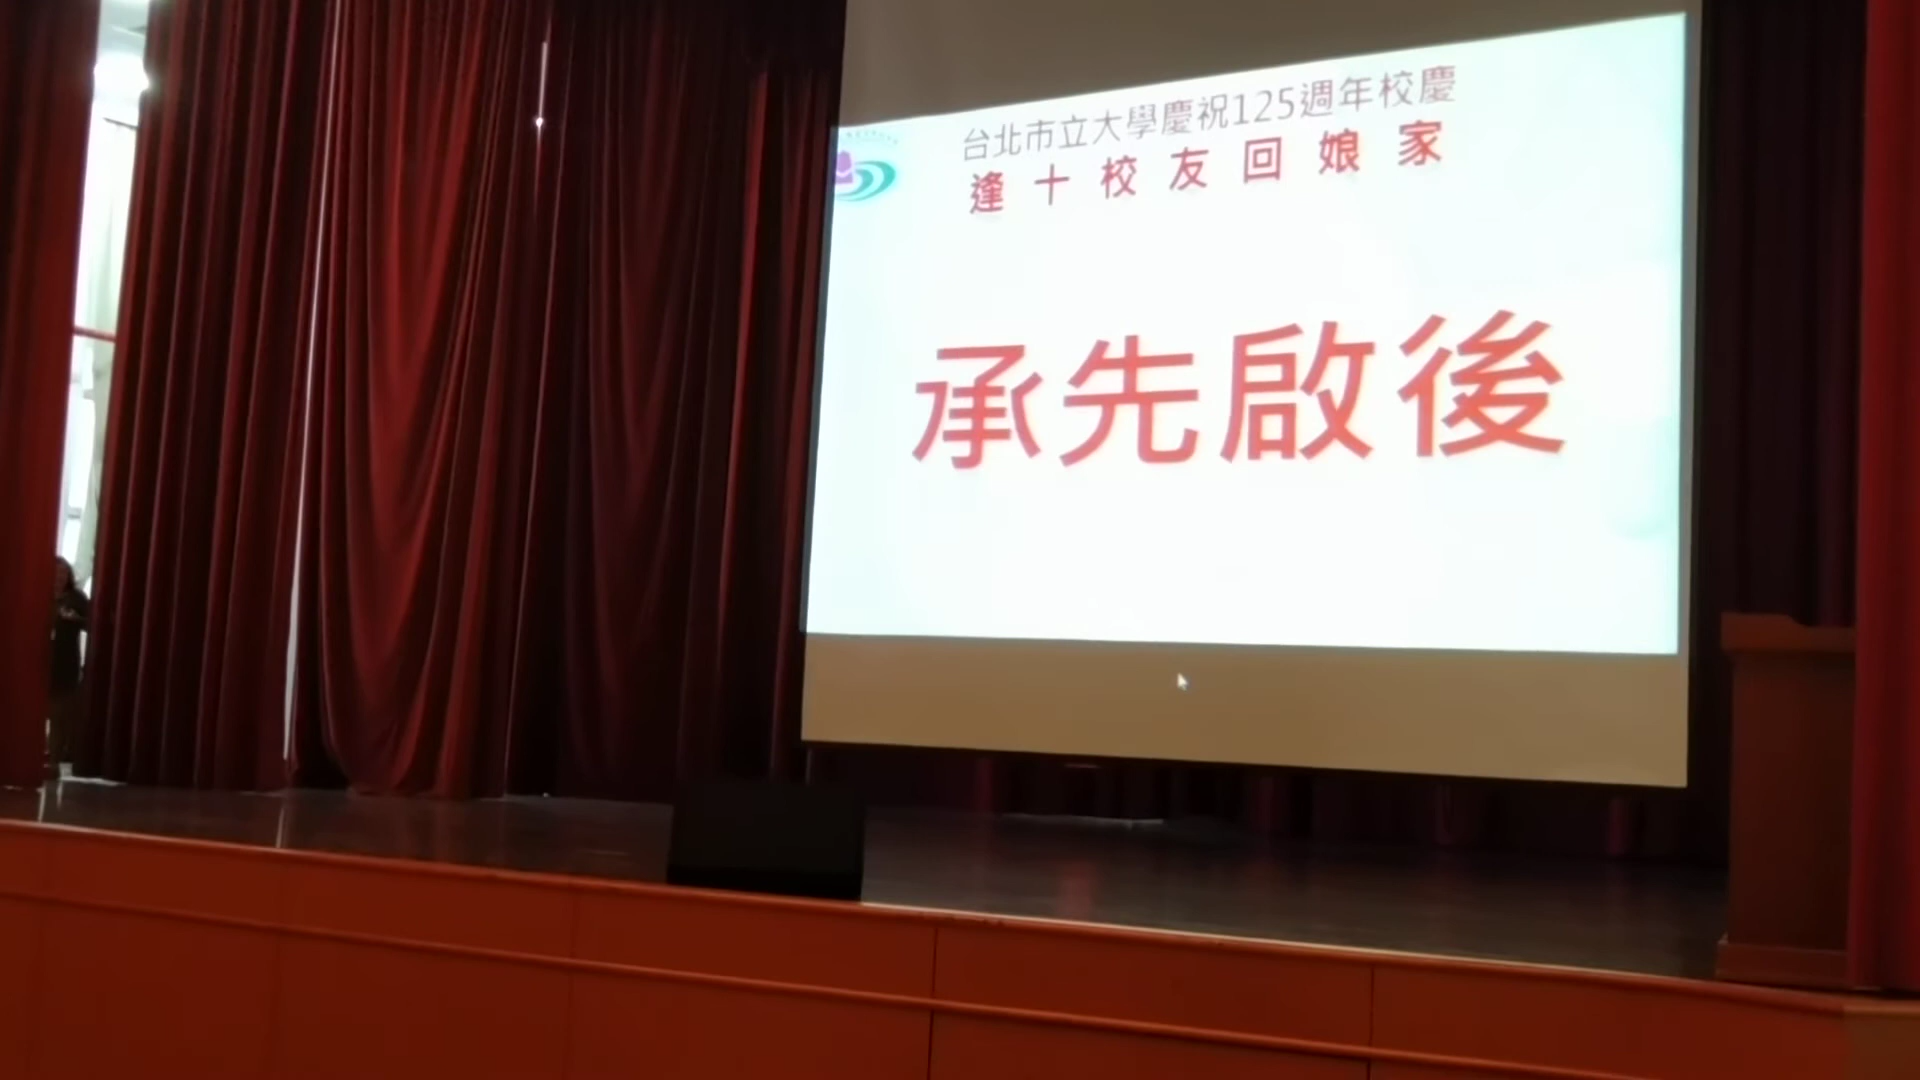 台北市立大學慶祝125週年校慶
逢十校友回娘家
承先啟後